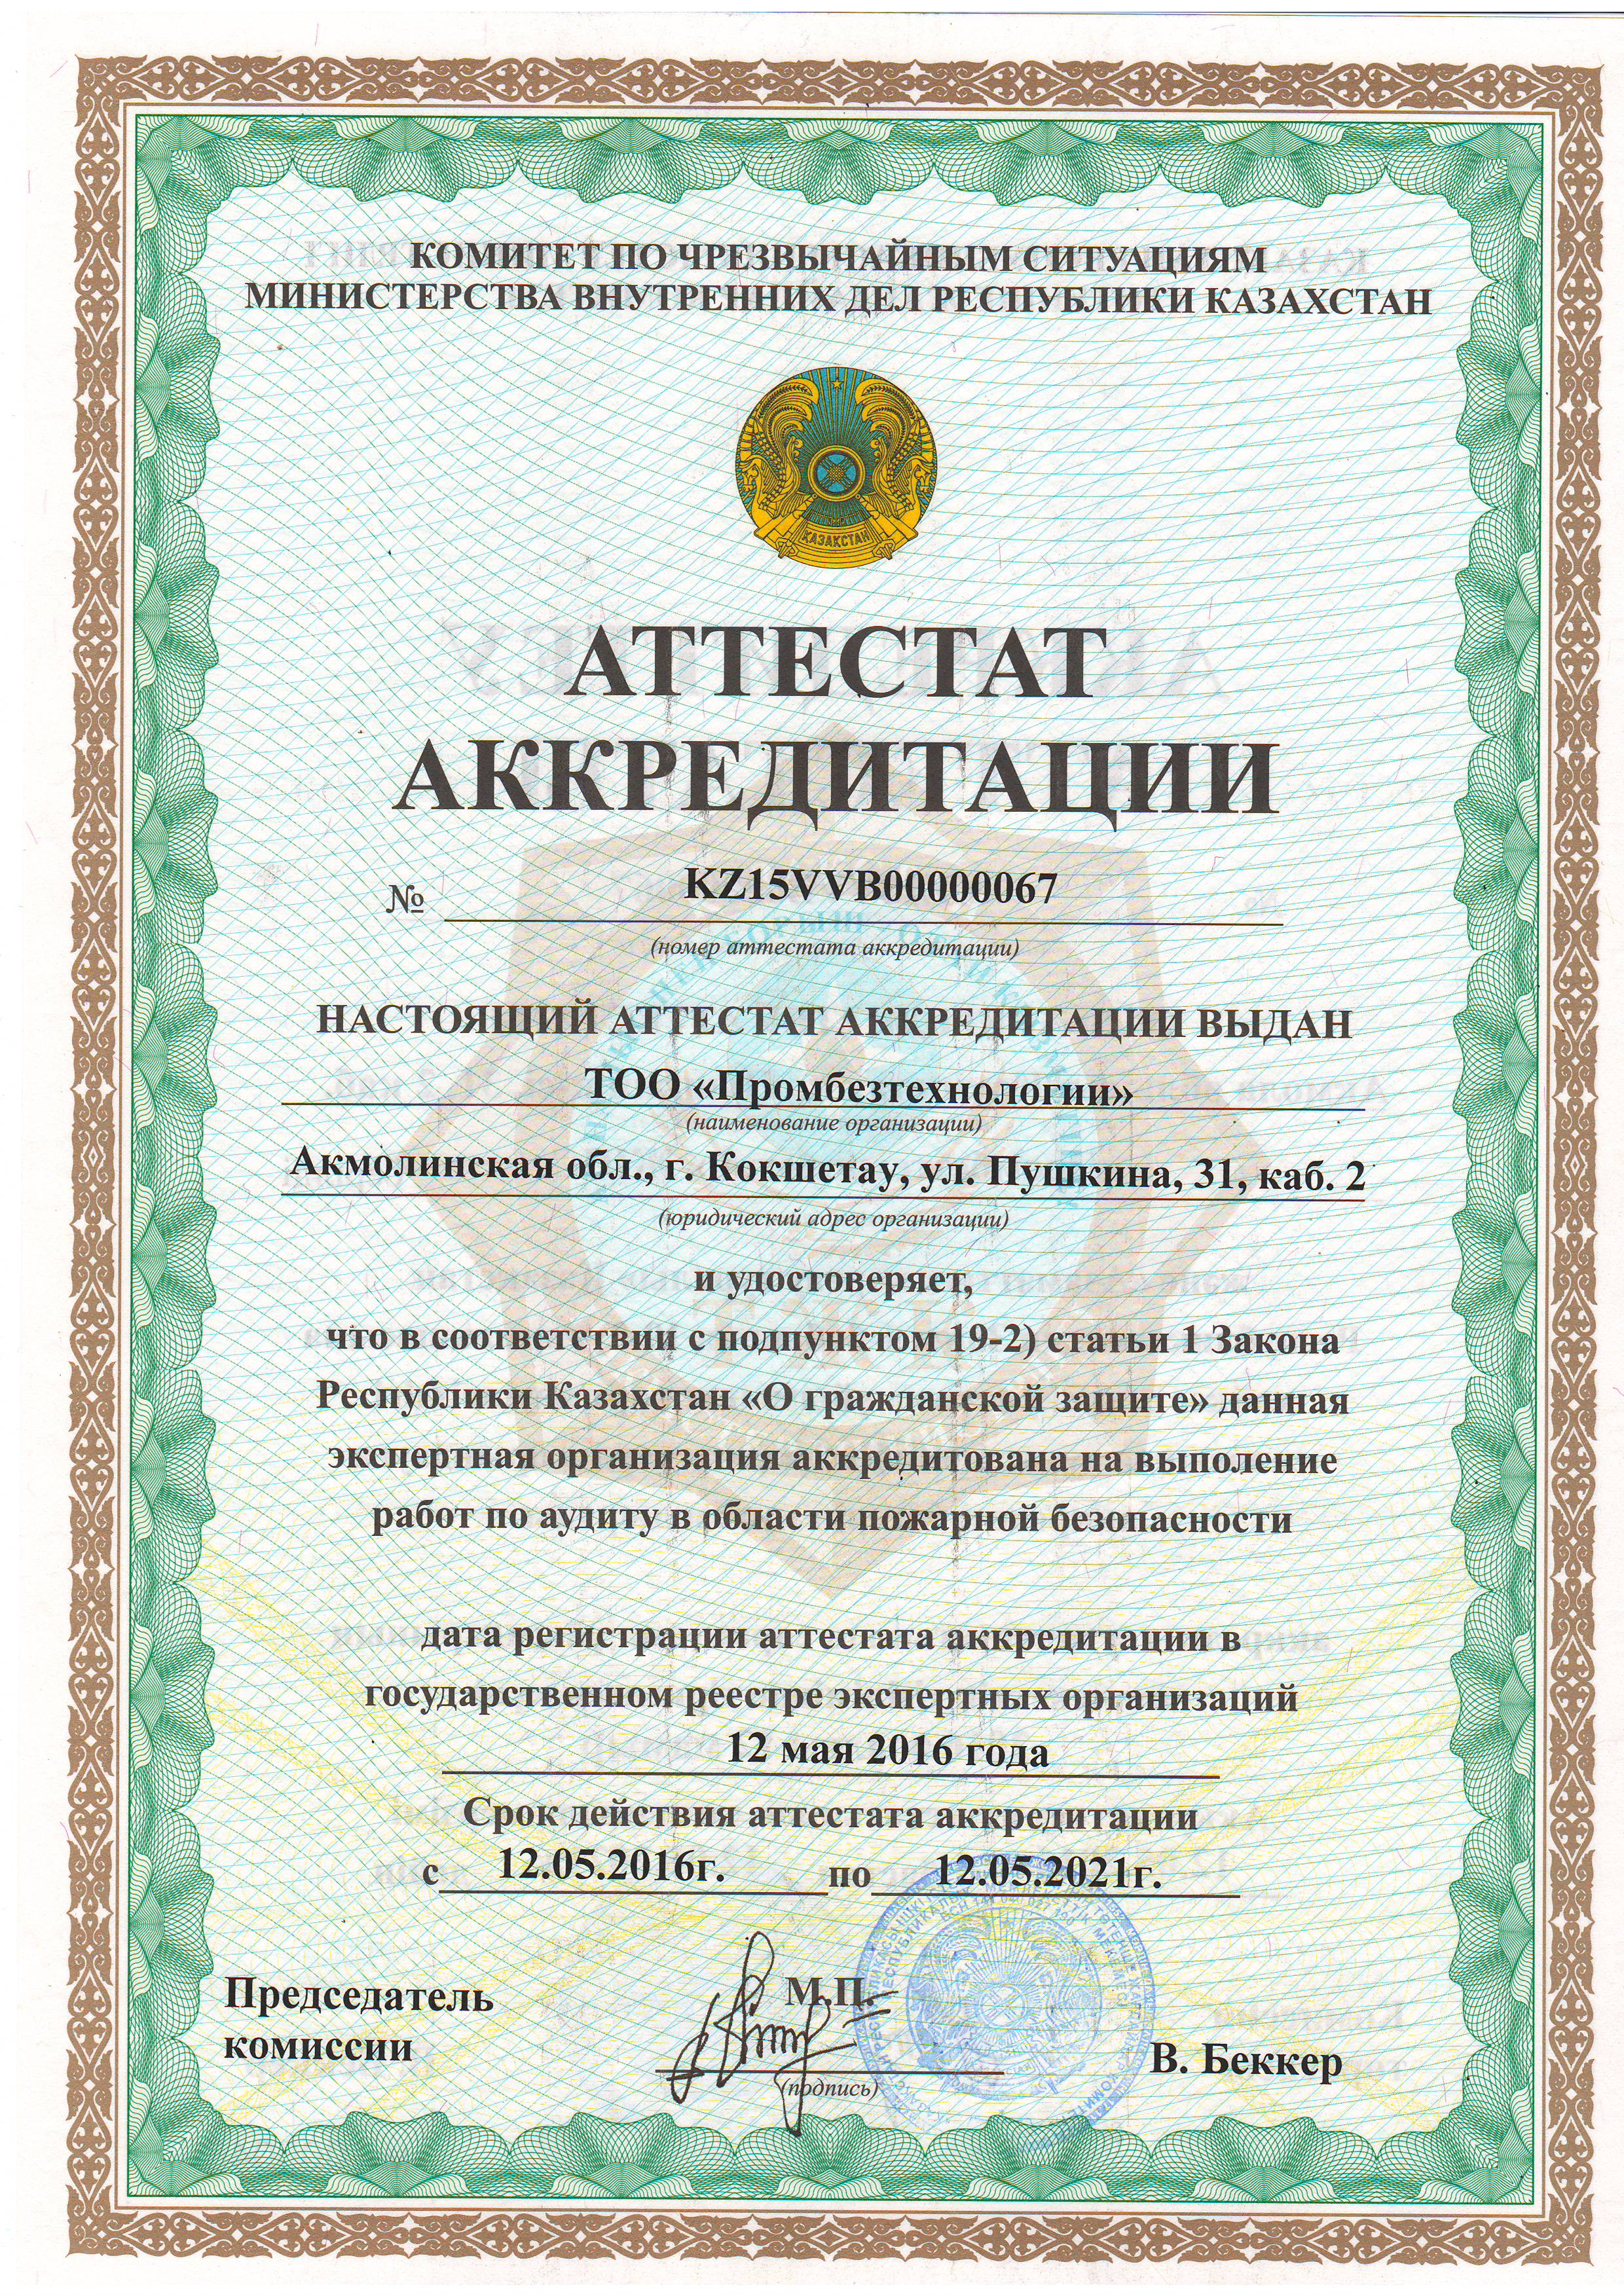 КОМИТЕТ ПО ЧРЕЗВЫЧАЙНЫМ СИТУАЦИЯМ
МИНИСТЕРСТВА ВНУТРЕННИХ ДЕЛ РЕСПУБЛИКИ КАЗАХСТАН
ҚАЗАҚСТАН
АТТЕСТАТ
АККРЕДИТАЦИИ
№ KZ15VVB00000067
(номер аттестата аккредитации)
НАСТОЯЩИЙ АТТЕСТАТ АККРЕДИТАЦИИ ВЫДАН
ТОО «Промбезтехнологии»
(наименование организации)
Акмолинская обл., г. Кокшетау, ул. Пушкина, 31, каб. 2
(юридический адрес организации)
и удостоверяет,
что в соответствии с подпунктом 19-2) статьи 1 Закона
Республики Казахстан «О гражданской защите» данная
экспертная организация аккредитована на выполение
работ по аудиту в области пожарной безопасности
дата регистрации аттестата аккредитации в
государственном реестре экспертных организаций
12 мая 2016 года
Срок действия аттестата аккредитации
с 12.05.2016г. по 12.05.2021г.
Председатель
комиссии
М.П.
(подпись)
В. Беккер